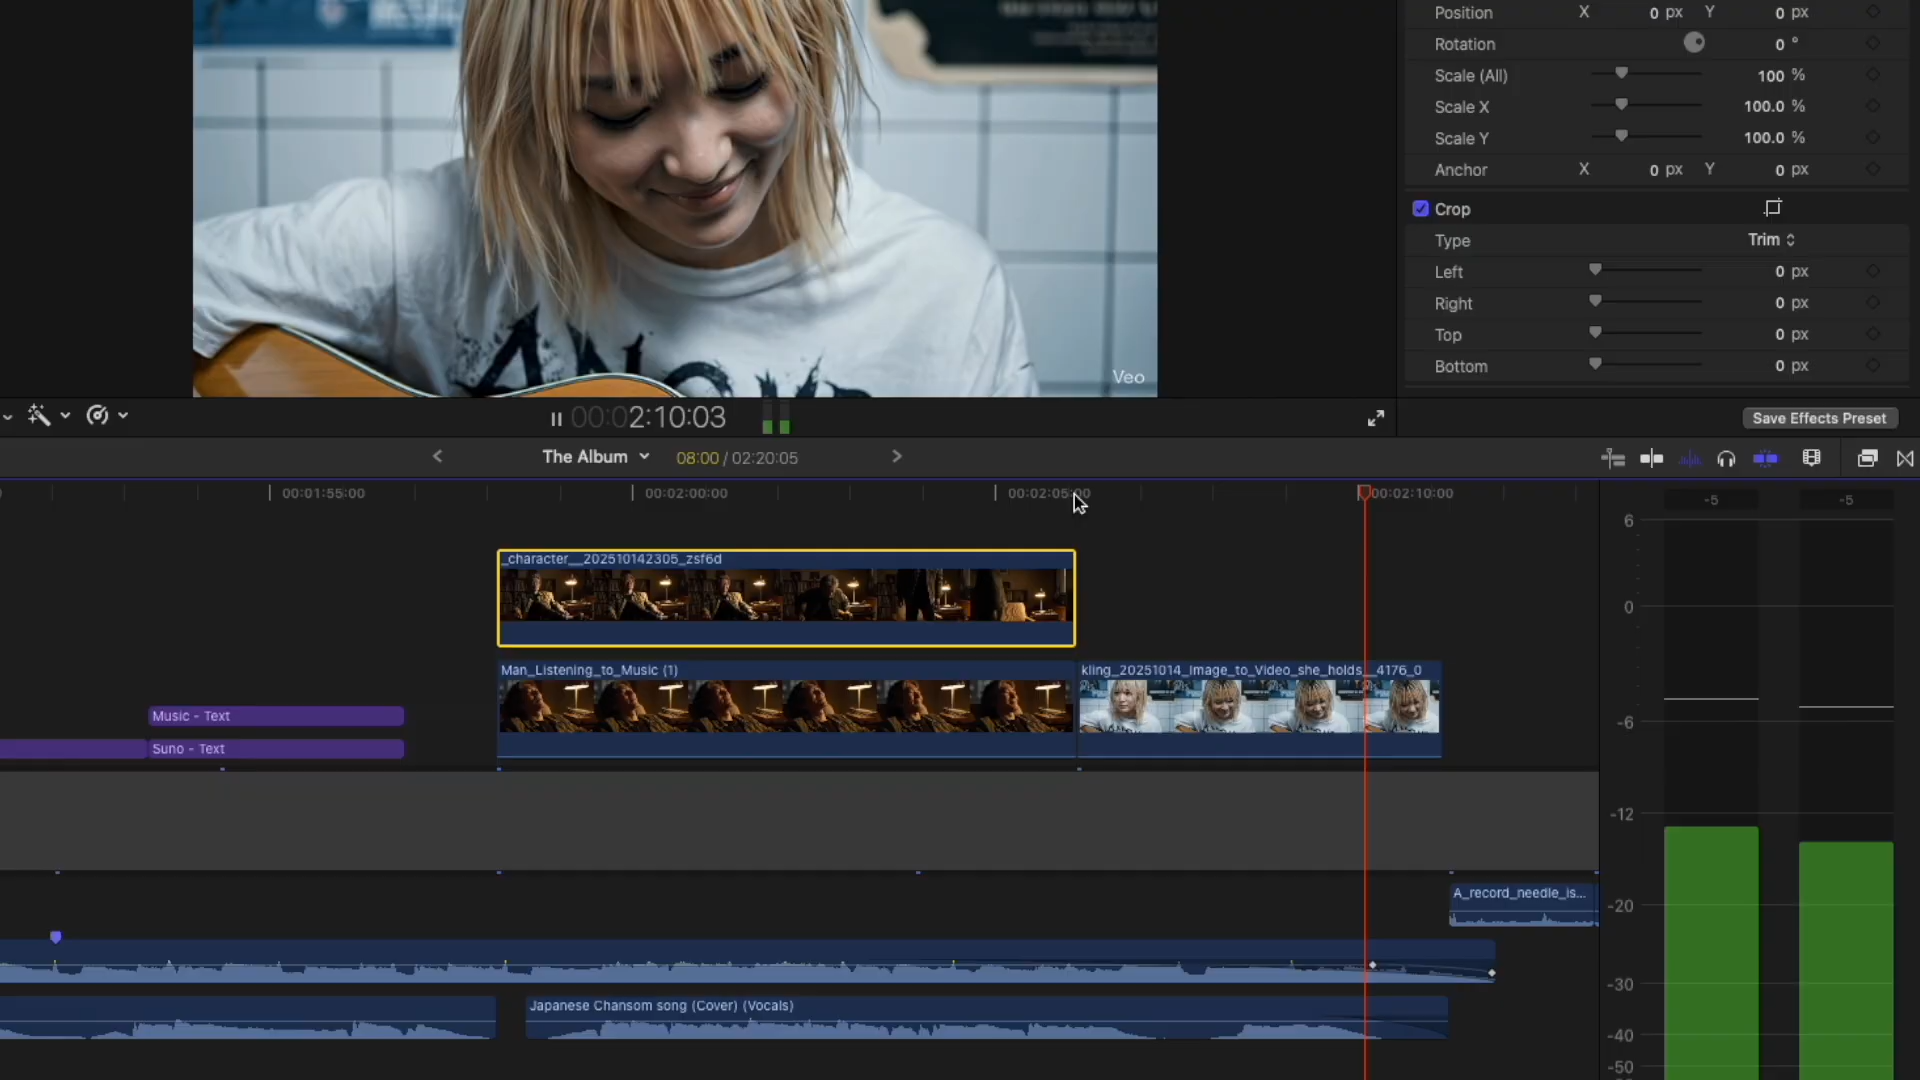 Position X 0 px Y 0 px
Rotation 0 °
Scale (All) 100 %
Scale X 100.0 %
Scale Y 100.0 %
Anchor X 0 px Y 0 px
Crop
Type Trim
Left 0 px
Right 0 px
Top 0 px
Bottom 0 px
Veo
00:02:10:03
Save Effects Preset
The Album 08:00 / 02:20:05
00:01:55:00 00:02:00:00 00:02:05:00 00:02:10:00
-5 -5
6
0
-6
-12
-20
-30
-40
-50
_character__202510142305_zsf6d
Man_Listening_to_Music (1) kling_20251014_Image_to_Video_she_holds__4176_0
Music - Text
Suno - Text
A_record_needle_is...
Japanese Chansom song (Cover) (Vocals)